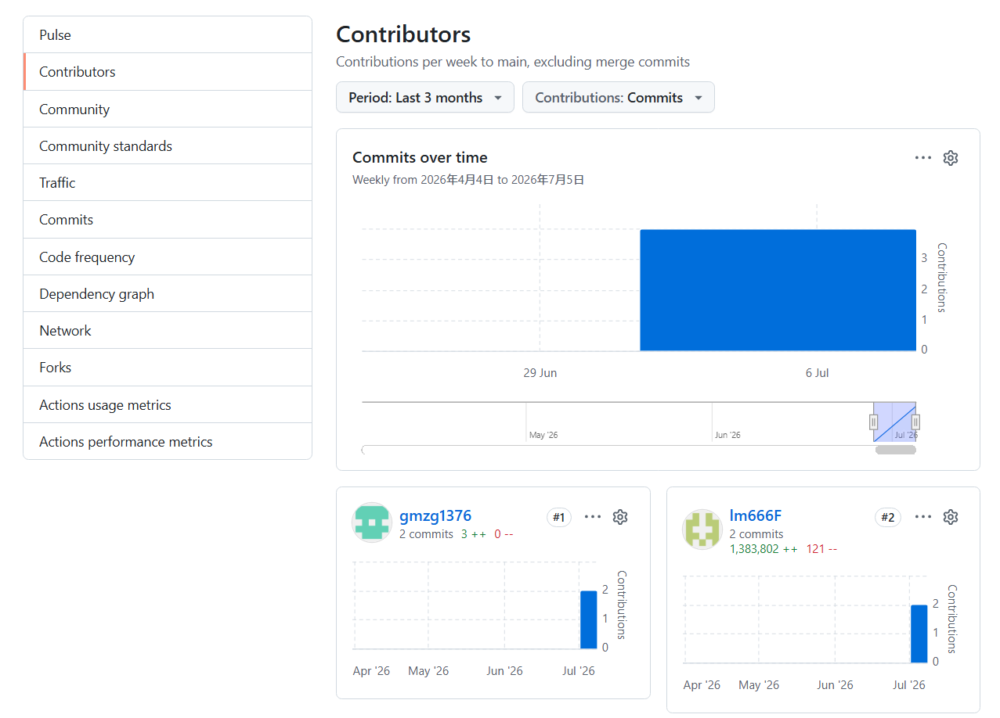 Pulse
Contributors
Community
Community standards
Traffic
Commits
Code frequency
Dependency graph
Network
Forks
Actions usage metrics
Actions performance metrics
Contributors
Contributions per week to main, excluding merge commits
Period: Last 3 months
Contributions: Commits
Commits over time
Weekly from 2026年4月4日 to 2026年7月5日
3
2
1
0
Contributions
29 Jun
6 Jul
May '26
Jun '26
Jul '26
gmzg1376
#1
2 commits 3 ++ 0 --
2
1
0
Contributions
Apr '26
May '26
Jun '26
Jul '26
lm666F
#2
2 commits
1,383,802 ++ 121 --
2
1
0
Contributions
Apr '26
May '26
Jun '26
Jul '26